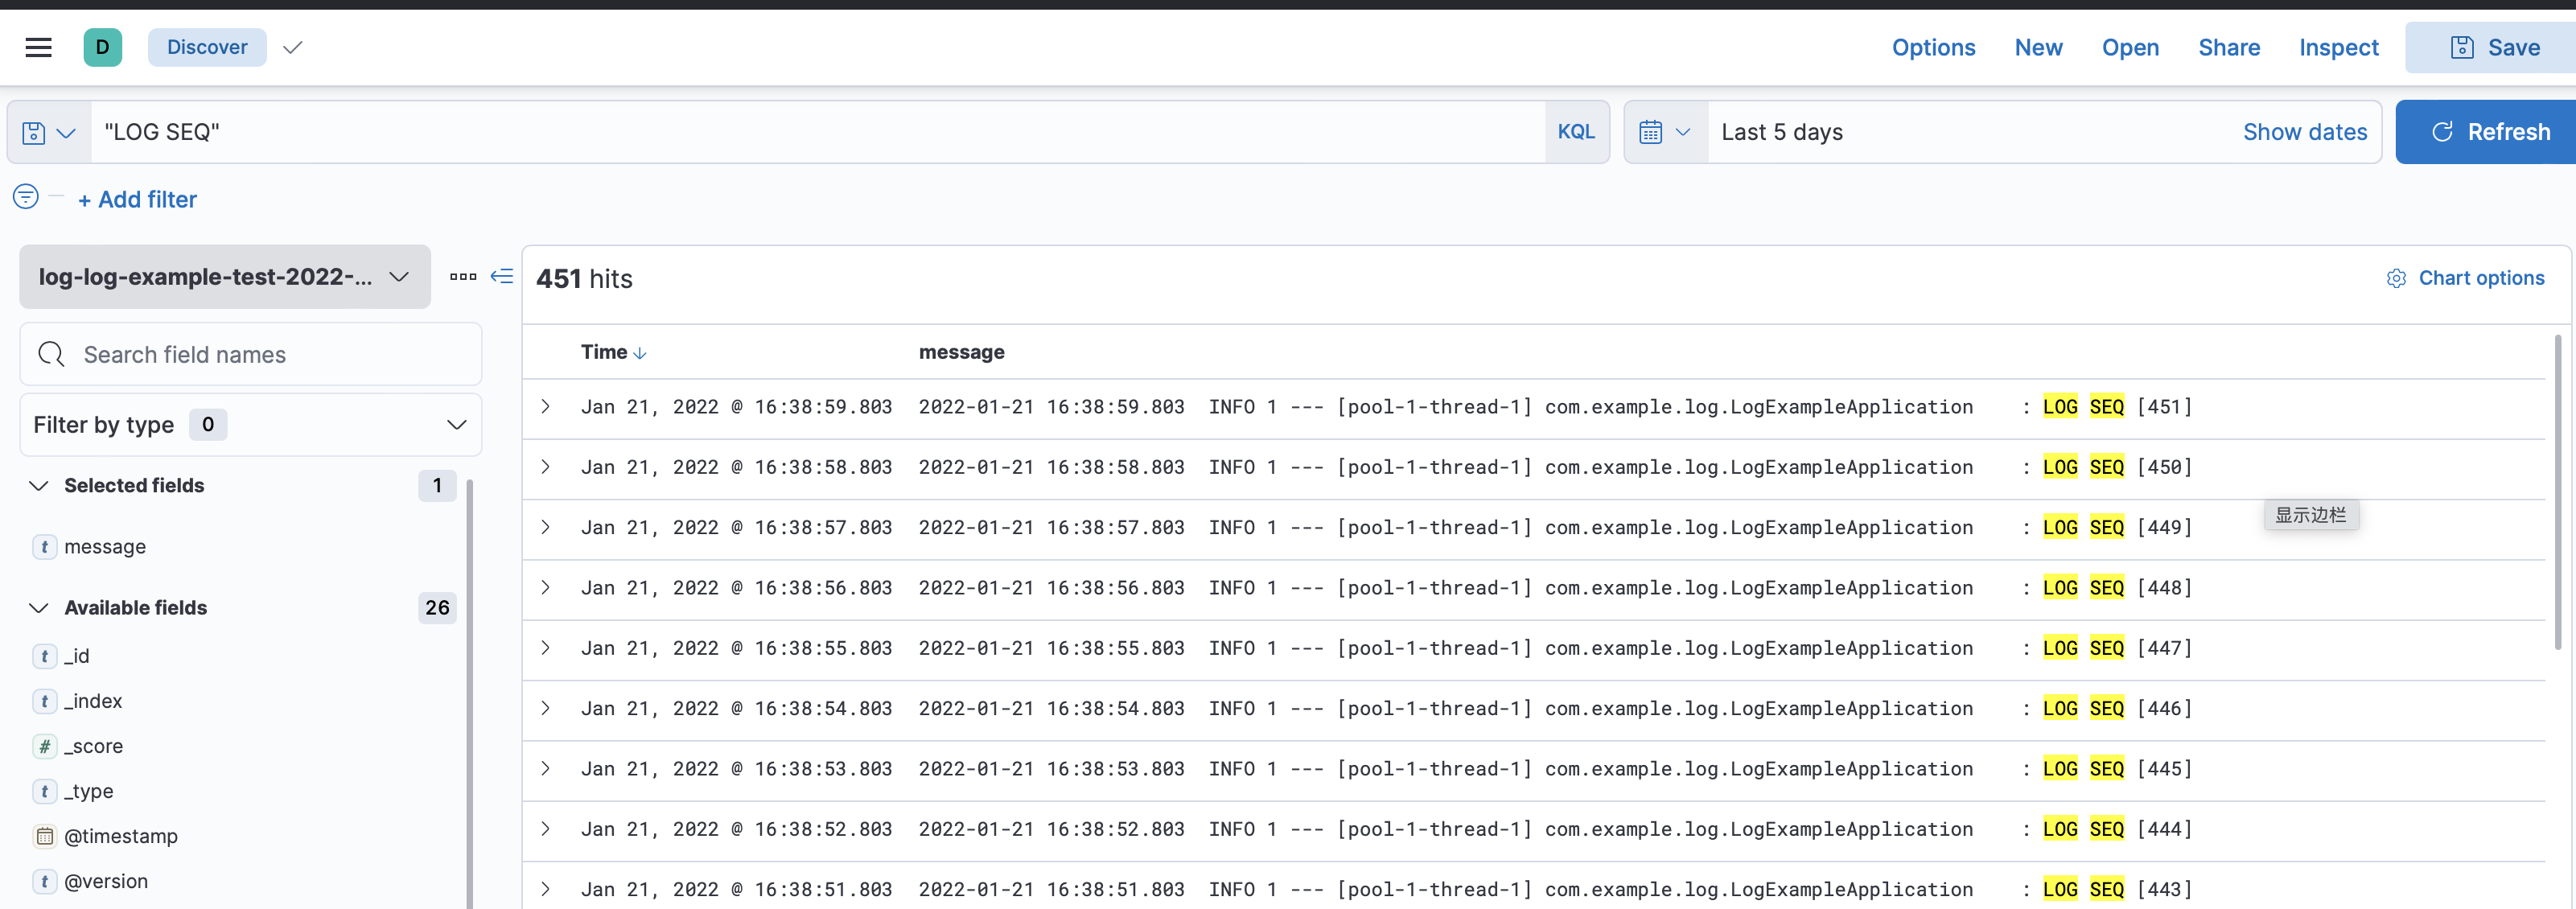 D Discover Options New Open Share Inspect Save
"LOG SEQ" KQL Last 5 days Show dates Refresh
+ Add filter
log-log-example-test-2022-...
Search field names
Filter by type 0
Selected fields 1
t message
Available fields 26
t _id
t _index
# _score
t _type
@timestamp
t @version
451 hits Chart options
Time message
Jan 21, 2022 @ 16:38:59.803 2022-01-21 16:38:59.803 INFO 1 --- [pool-1-thread-1] com.example.log.LogExampleApplication : LOG SEQ [451]
Jan 21, 2022 @ 16:38:58.803 2022-01-21 16:38:58.803 INFO 1 --- [pool-1-thread-1] com.example.log.LogExampleApplication : LOG SEQ [450]
显示边栏
Jan 21, 2022 @ 16:38:57.803 2022-01-21 16:38:57.803 INFO 1 --- [pool-1-thread-1] com.example.log.LogExampleApplication : LOG SEQ [449]
Jan 21, 2022 @ 16:38:56.803 2022-01-21 16:38:56.803 INFO 1 --- [pool-1-thread-1] com.example.log.LogExampleApplication : LOG SEQ [448]
Jan 21, 2022 @ 16:38:55.803 2022-01-21 16:38:55.803 INFO 1 --- [pool-1-thread-1] com.example.log.LogExampleApplication : LOG SEQ [447]
Jan 21, 2022 @ 16:38:54.803 2022-01-21 16:38:54.803 INFO 1 --- [pool-1-thread-1] com.example.log.LogExampleApplication : LOG SEQ [446]
Jan 21, 2022 @ 16:38:53.803 2022-01-21 16:38:53.803 INFO 1 --- [pool-1-thread-1] com.example.log.LogExampleApplication : LOG SEQ [445]
Jan 21, 2022 @ 16:38:52.803 2022-01-21 16:38:52.803 INFO 1 --- [pool-1-thread-1] com.example.log.LogExampleApplication : LOG SEQ [444]
Jan 21, 2022 @ 16:38:51.803 2022-01-21 16:38:51.803 INFO 1 --- [pool-1-thread-1] com.example.log.LogExampleApplication : LOG SEQ [443]